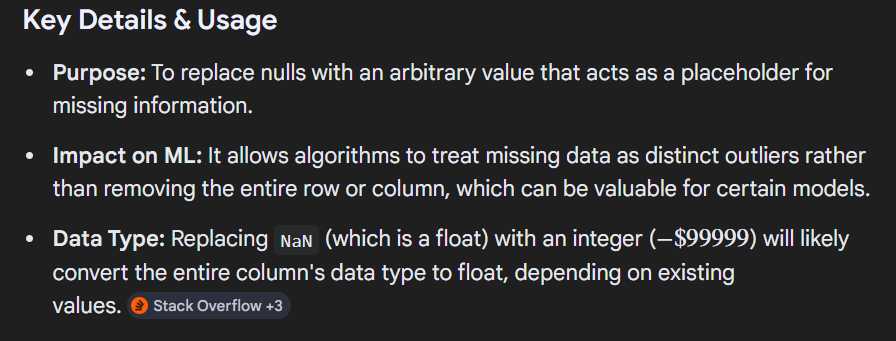 Key Details & Usage
• Purpose: To replace nulls with an arbitrary value that acts as a placeholder for
missing information.
• Impact on ML: It allows algorithms to treat missing data as distinct outliers rather
than removing the entire row or column, which can be valuable for certain models.
• Data Type: Replacing NaN (which is a float) with an integer (−$99999) will likely
convert the entire column's data type to float, depending on existing
values. Stack Overflow +3